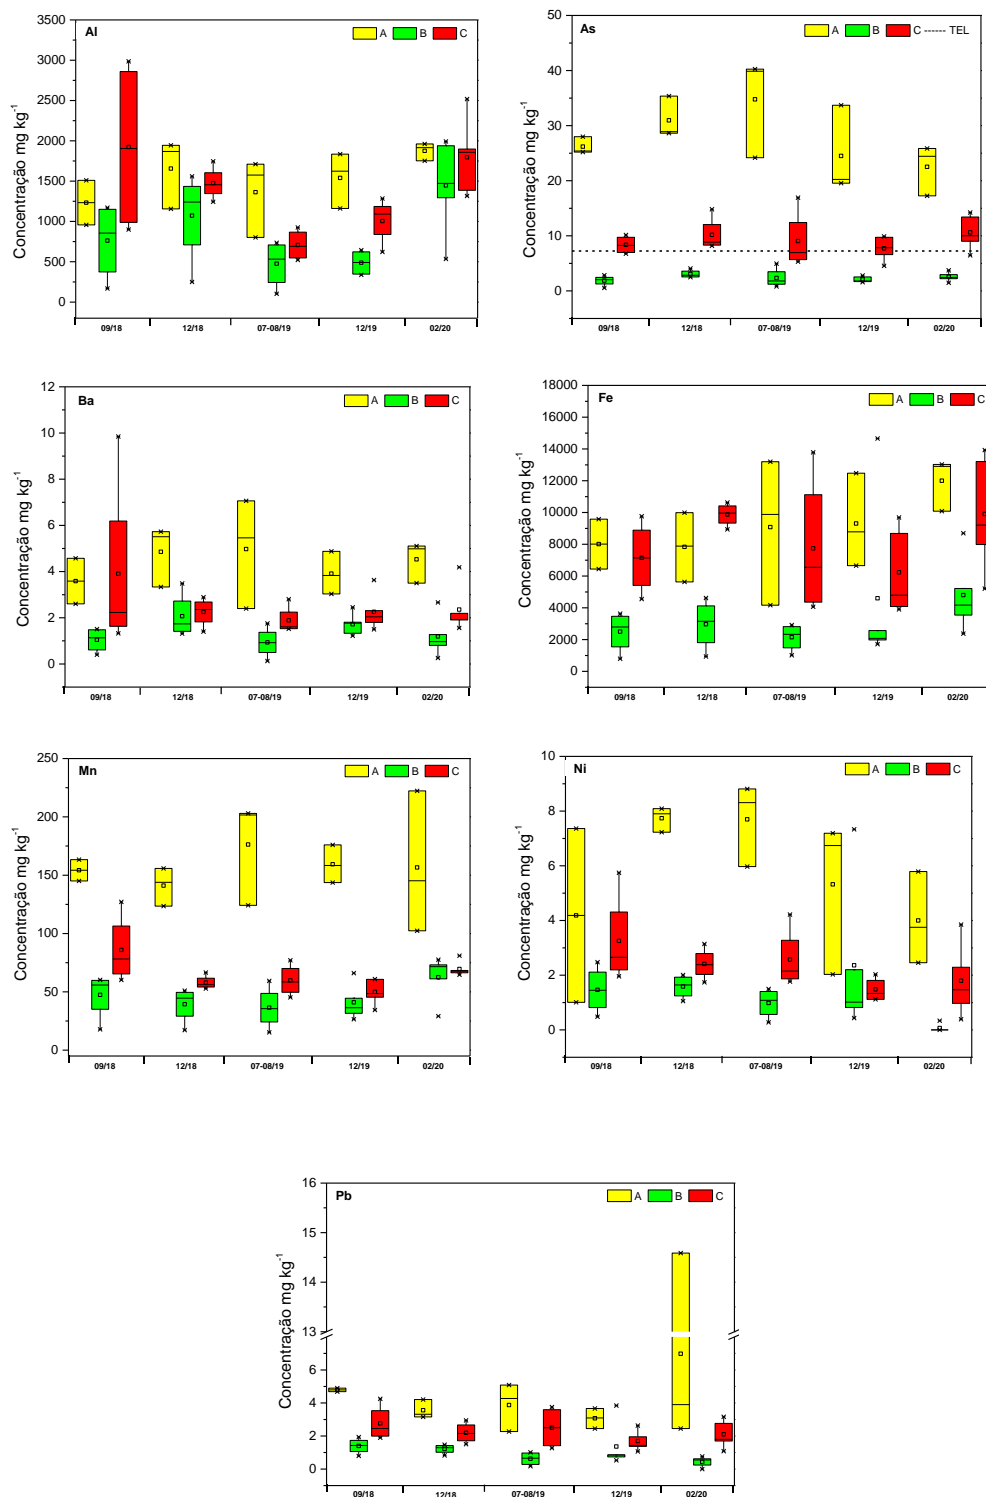 Al
A B C
Concentração mg kg-1
3500
3000
2500
2000
1500
1000
500
0
09/18 12/18 07-08/19 12/19 02/20
As
A B C ------ TEL
Concentração mg kg-1
50
40
30
20
10
0
09/18 12/18 07-08/19 12/19 02/20
Ba
A B C
Concentração mg kg-1
12
10
8
6
4
2
0
09/18 12/18 07-08/19 12/19 02/20
Fe
A B C
Concentração mg kg-1
18000
16000
14000
12000
10000
8000
6000
4000
2000
0
09/18 12/18 07-08/19 12/19 02/20
Mn
A B C
Concentração mg kg-1
250
200
150
100
50
0
09/18 12/18 07-08/19 12/19 02/20
Ni
A B C
Concentração mg kg-1
10
8
6
4
2
0
09/18 12/18 07-08/19 12/19 02/20
Pb
A B C
Concentração mg kg-1
16
15
14
13
6
4
2
0
09/18 12/18 07-08/19 12/19 02/20